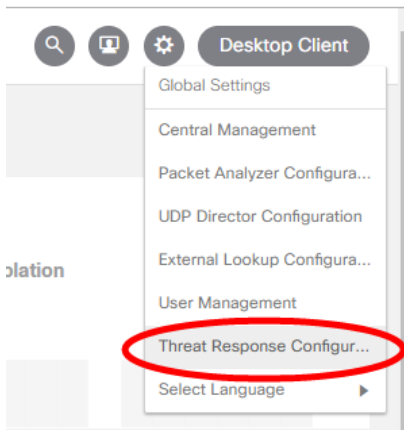 Desktop Client
Global Settings
Central Management
Packet Analyzer Configura...
UDP Director Configuration
olation
External Lookup Configura...
User Management
Threat Response Configur...
Select Language